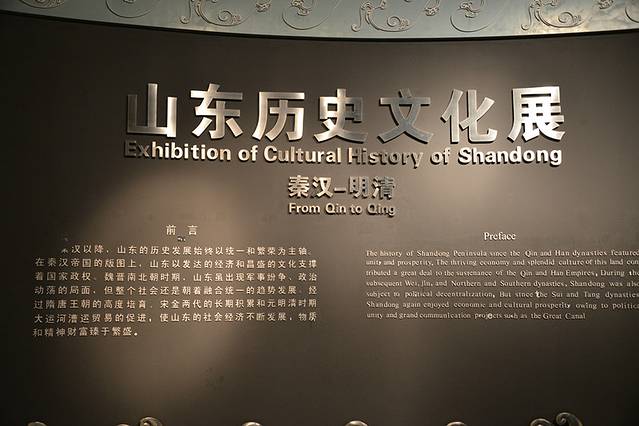 山东历史文化展
Exhibition of Cultural History of Shandong
秦汉-明清
From Qin to Qing
前言
汉以降，山东的历史发展始终以统一和繁荣为主轴。
在秦汉帝国的版图上，山东以发达的经济和昌盛的文化支撑
着国家政权。魏晋南北朝时期，山东虽出现军事纷争、政治
动荡的局面，但整个社会还是朝着融合统一的趋势发展。经
过隋唐王朝的高度培育、宋金两代的长期积累和元明清时期
大运河漕运贸易的促进，使山东的社会经济不断发展，物质
和精神财富臻于繁盛。
Preface
The history of Shandong Peninsula since the Qin and Han dynasties featured
unity and prosperity, The thriving economy and splendid culture of this land con
tributed a great deal to the sustenance of the Qin and Han Empires, During the
subsequent Wei, Jin, and Northern and Southern dynasties, Shandong was also
subject to political decentralization, But since the Sui and Tang dynasties
Shandong again enjoyed economic and cultural prosperity owing to political
unity and grand communication projects such as the Great Canal